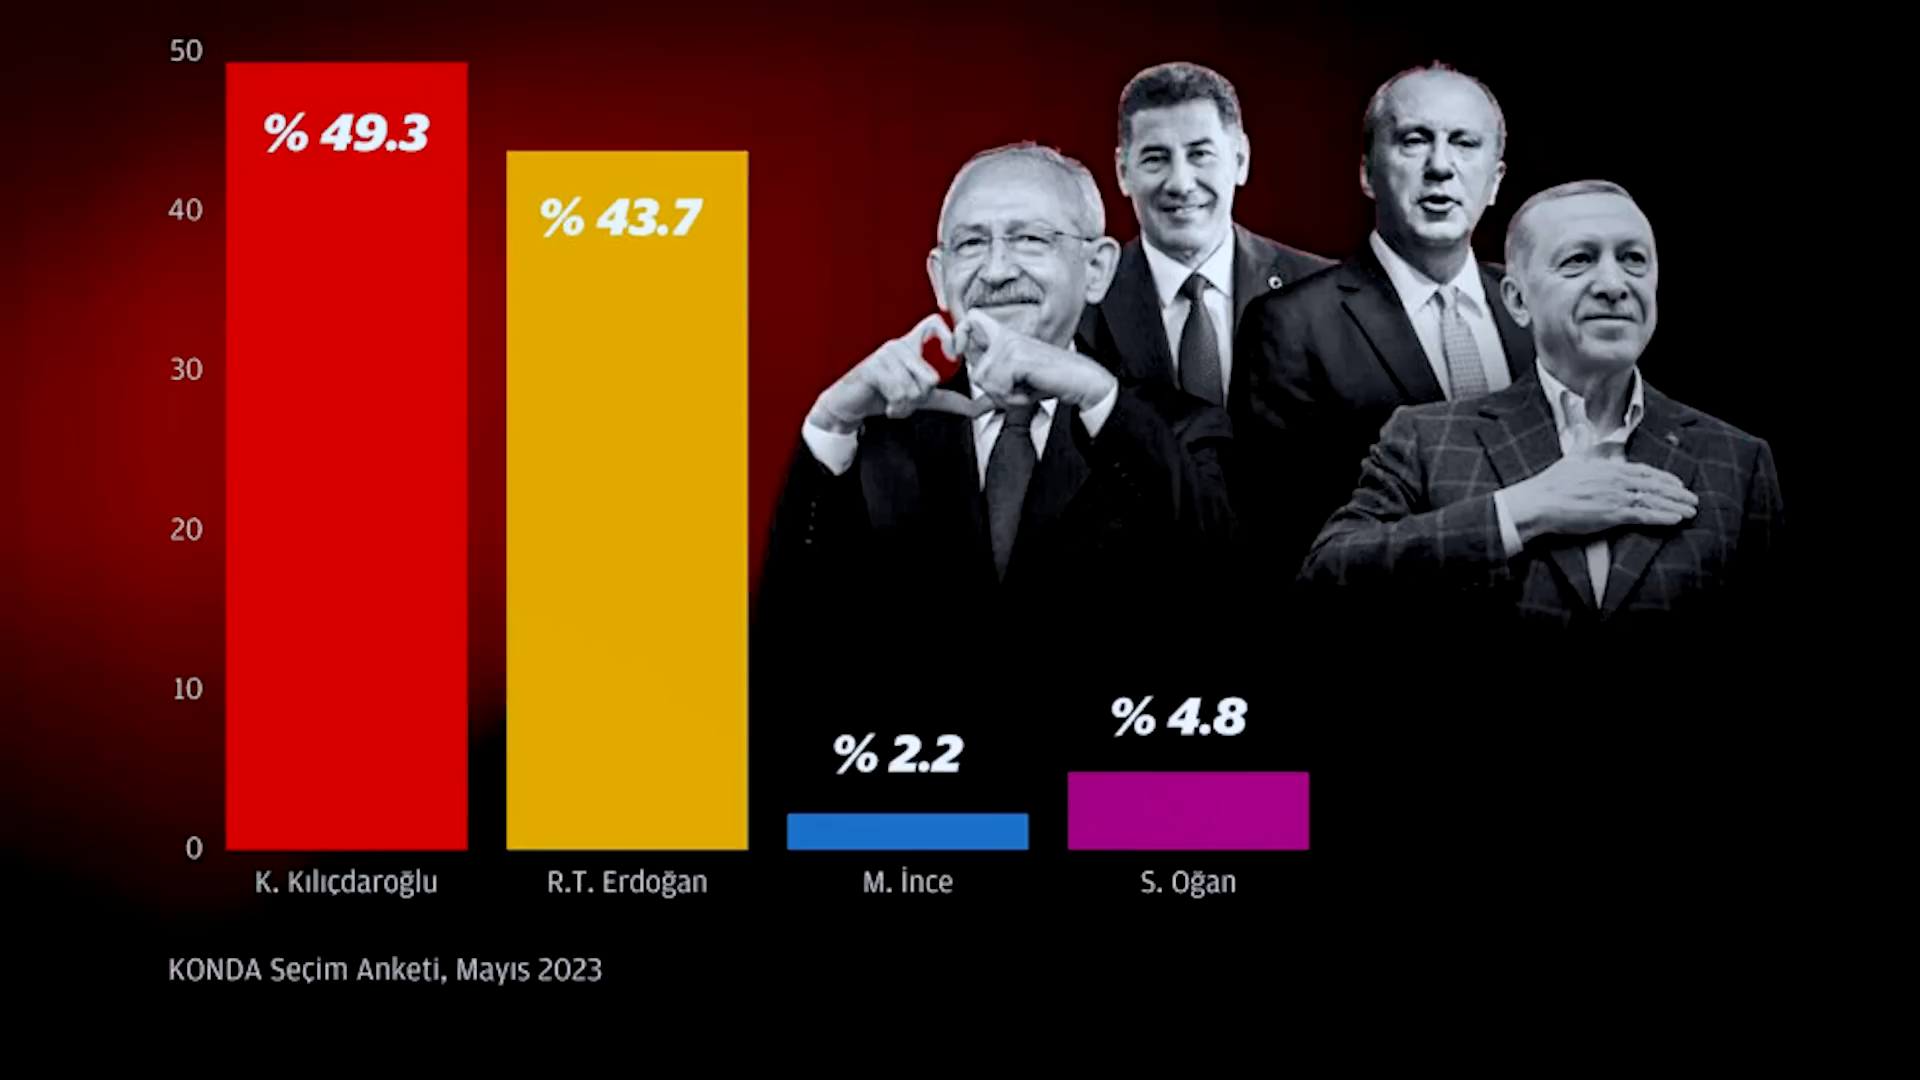 50
% 49.3
% 43.7
40
30
20
10
% 4.8
% 2.2
0
K. Kılıçdaroğlu
R.T. Erdoğan
M. İnce
S. Oğan
KONDA Seçim Anketi, Mayıs 2023